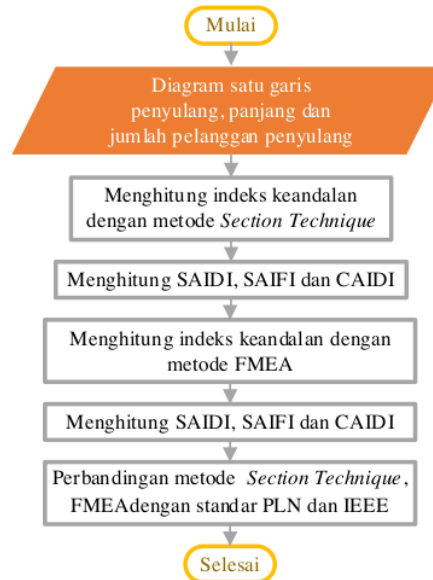 Mulai
Diagram satu garis
penyulang, panjang dan
jumlah pelanggan penyulang
Menghitung indeks keandalan
dengan metode Section Technique
Menghitung SAIDI, SAIFI dan CAIDI
Menghitung indeks keandalan dengan
metode FMEA
Menghitung SAIDI, SAIFI dan CAIDI
Perbandingan metode Section Technique,
FMEAdengan standar PLN dan IEEE
Selesai